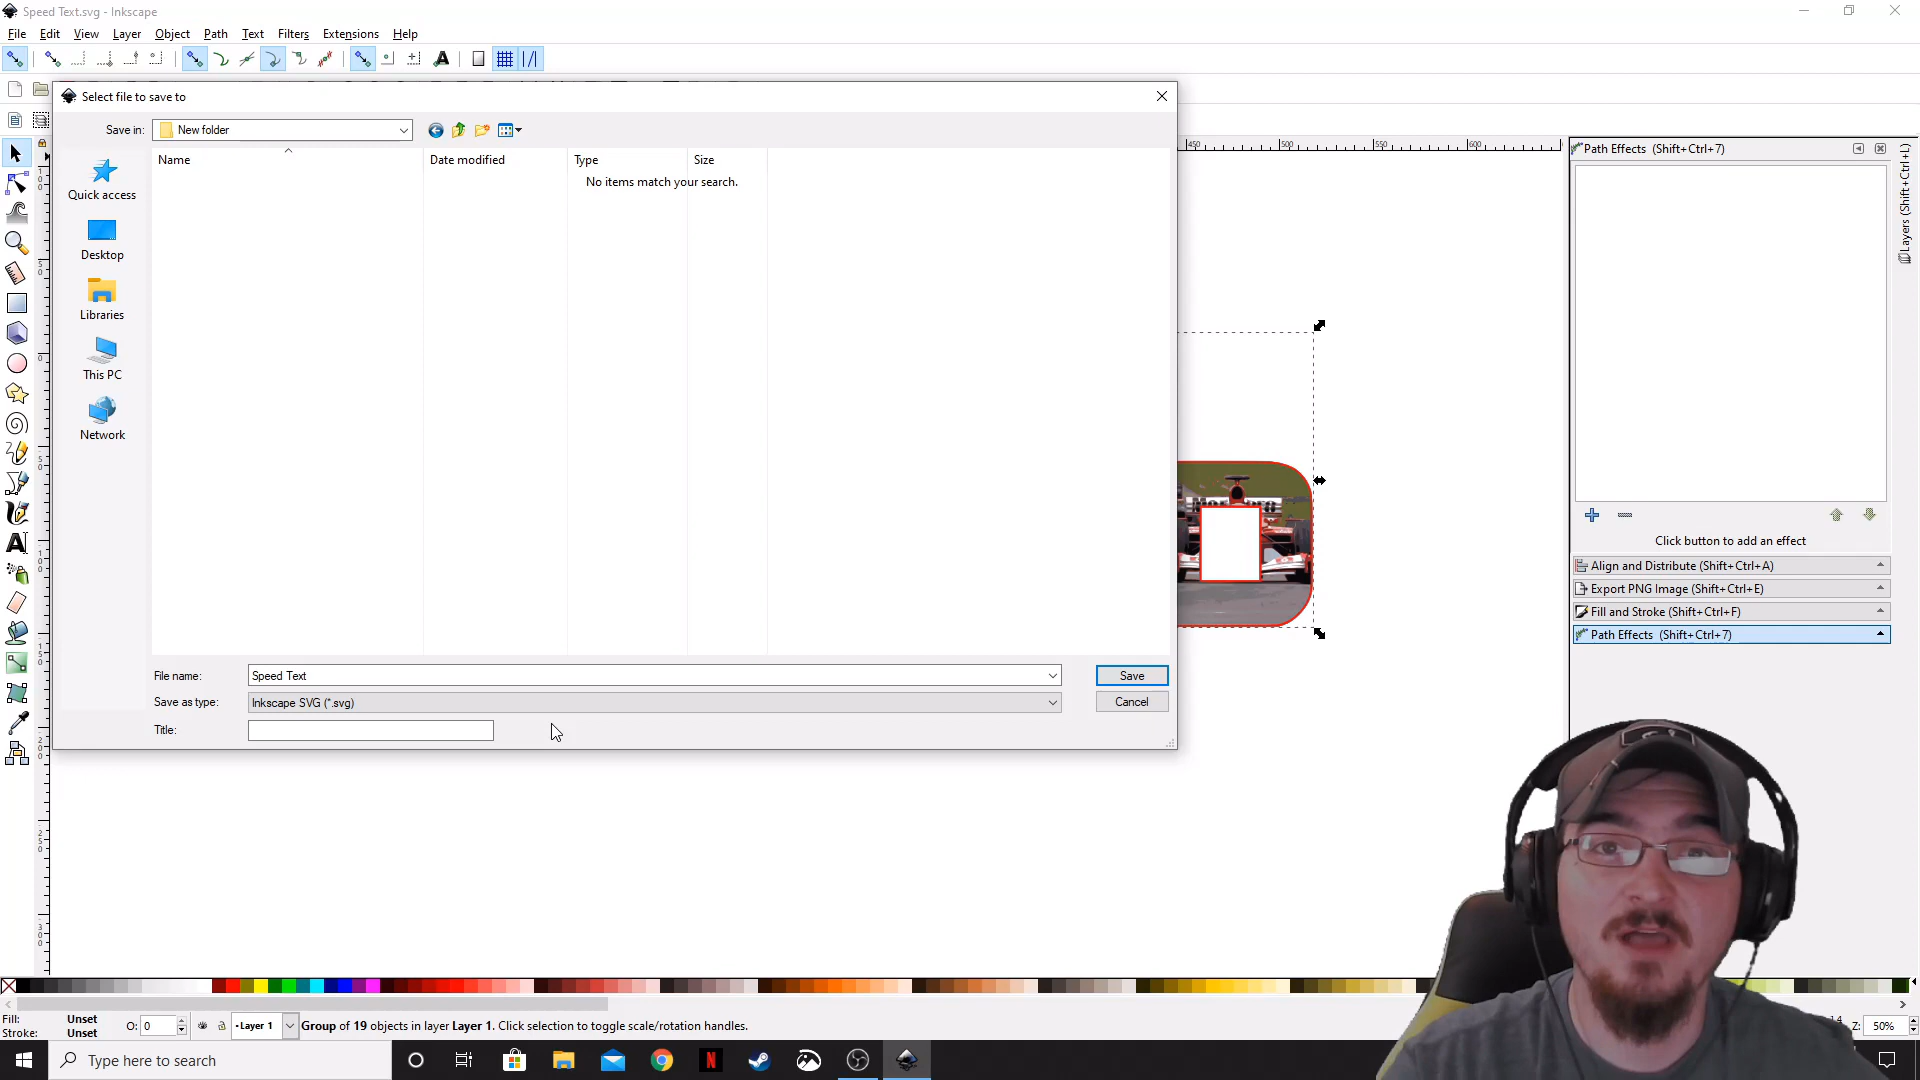 Speed Text.svg - Inkscape
File Edit View Layer Object Path Text Filters Extensions Help
Select file to save to
Save in: New folder
Name Date modified Type Size
No items match your search.
Quick access
Desktop
Libraries
This PC
Network
File name: Speed Text Save
Save as type: Inkscape SVG (*.svg) Cancel
Title:
450 500 550 600
Path Effects (Shift+Ctrl+7)
Layers (Shift+Ctrl+L)
Click button to add an effect
Align and Distribute (Shift+Ctrl+A)
Export PNG Image (Shift+Ctrl+E)
Fill and Stroke (Shift+Ctrl+F)
Path Effects (Shift+Ctrl+7)
Fill: Unset
Stroke: Unset
O: 0
Layer 1
Group of 19 objects in layer Layer 1. Click selection to toggle scale/rotation handles.
Z: 50%
Type here to search